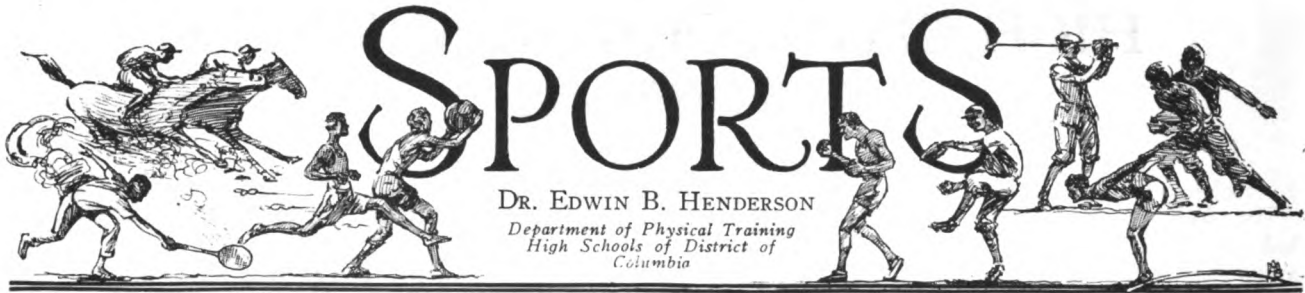 SPORTS
DR. EDWIN B. HENDERSON
Department of Physical Training
High Schools of District of
Columbia